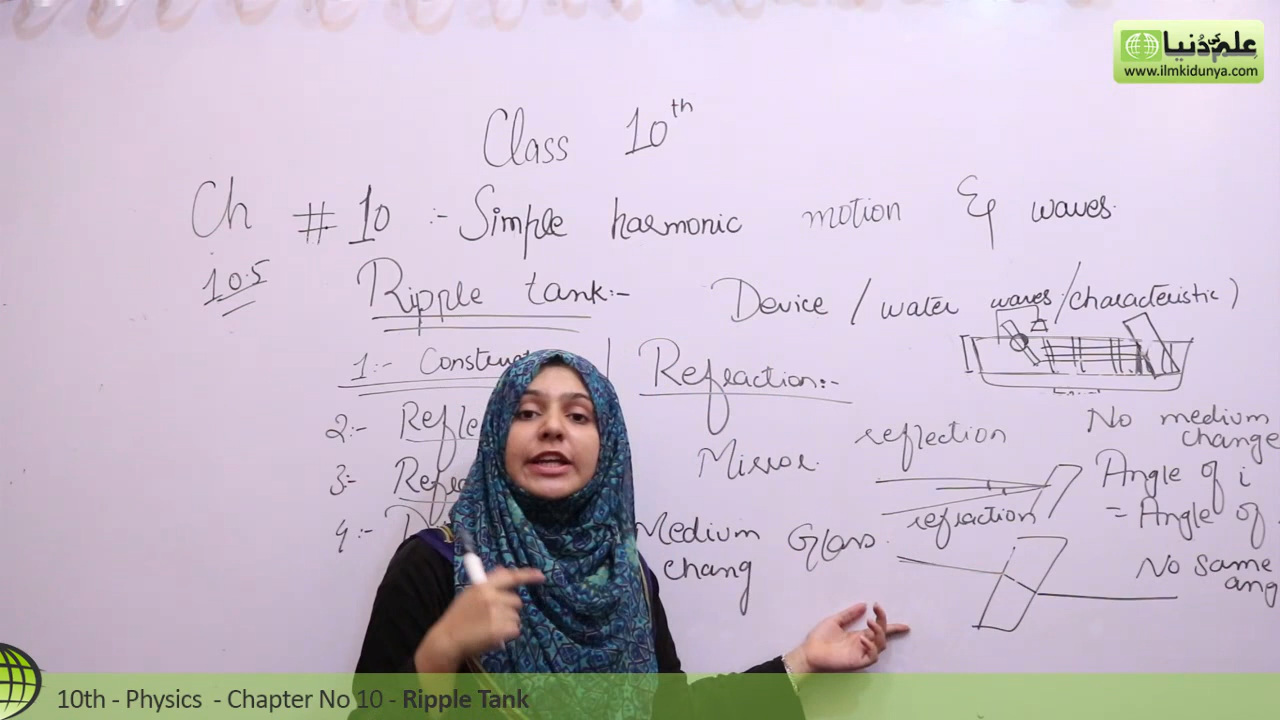 علم کی دنیا
www.ilmkidunya.com
Class 10th
Ch # 10 :- Simple harmonic motion & waves.
10.5 Ripple tank:- Device / water waves / characteristic)
1:- Construct
Refraction:-
2:- Refle
3:- Refra
4:-
Mirror.
reflection
No medium
change
Angle of i
= Angle of
refraction
Medium
chang
Glass.
No same
ang
10th - Physics - Chapter No 10 - Ripple Tank